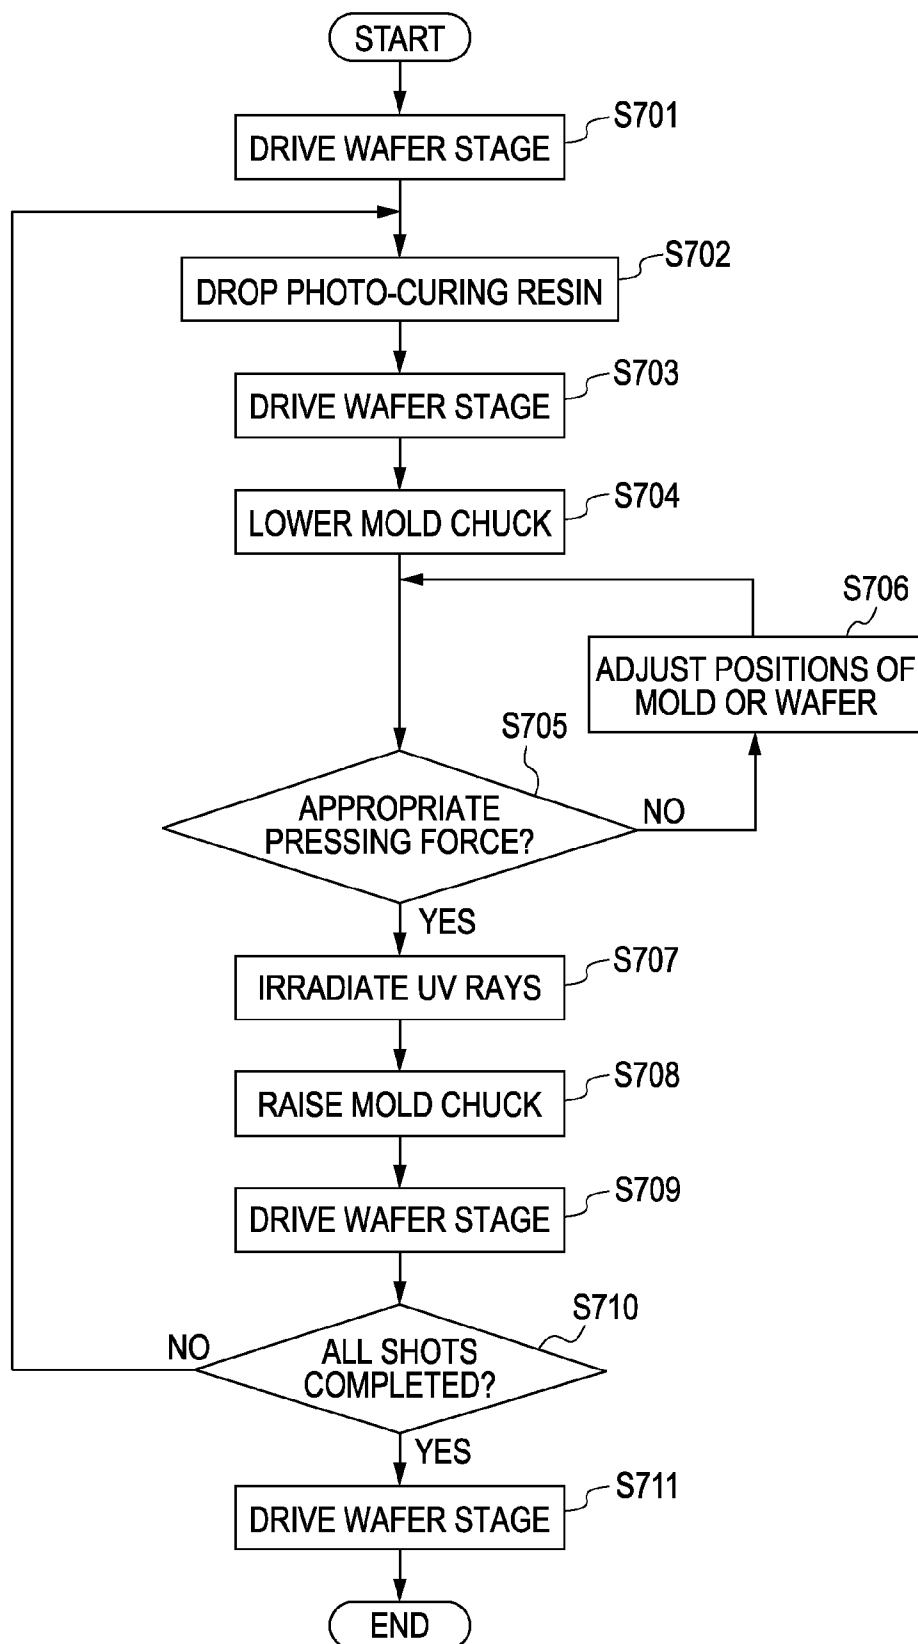 START
S701
DRIVE WAFER STAGE
S702
DROP PHOTO-CURING RESIN
S703
DRIVE WAFER STAGE
S704
LOWER MOLD CHUCK
S706
ADJUST POSITIONS OF
MOLD OR WAFER
S705
APPROPRIATE
PRESSING FORCE?
NO
YES
S707
IRRADIATE UV RAYS
S708
RAISE MOLD CHUCK
S709
DRIVE WAFER STAGE
S710
NO
ALL SHOTS
COMPLETED?
YES
S711
DRIVE WAFER STAGE
END